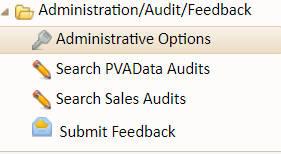 Administration/Audit/Feedback
Administrative Options
Search PVAData Audits
Search Sales Audits
Submit Feedback